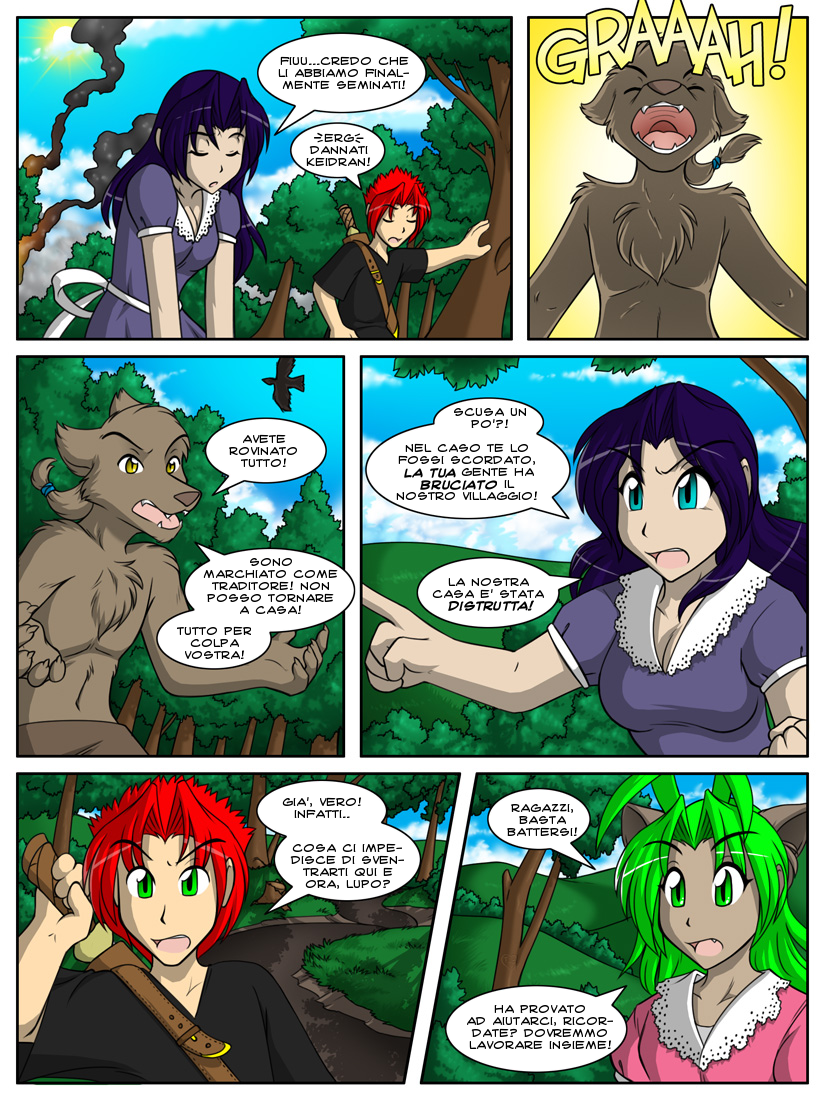 FIUU...CREDO CHE
LI ABBIAMO FINAL-
MENTE SEMINATI!
ERG
DANNATI
KEIDRAN!
GRAAAAH!
AVETE
ROVINATO
TUTTO!
SONO
MARCHIATO COME
TRADITORE! NON
POSSO TORNARE
A CASA!
TUTTO PER
COLPA
VOSTRA!
SCUSA UN
PO'?!
NEL CASO TE LO
FOSSI SCORDATO,
LA TUA GENTE HA
BRUCIATO IL
NOSTRO VILLAGGIO!
LA NOSTRA
CASA E' STATA
DISTRUTTA!
GIA', VERO!
INFATTI..
COSA CI IMPE-
DISCE DI SVEN-
TRARTI QUI E
ORA, LUPO?
RAGAZZI,
BASTA
BATTERSI!
HA PROVATO
AD AIUTARCI, RICOR-
DATE? DOVREMMO
LAVORARE INSIEME!